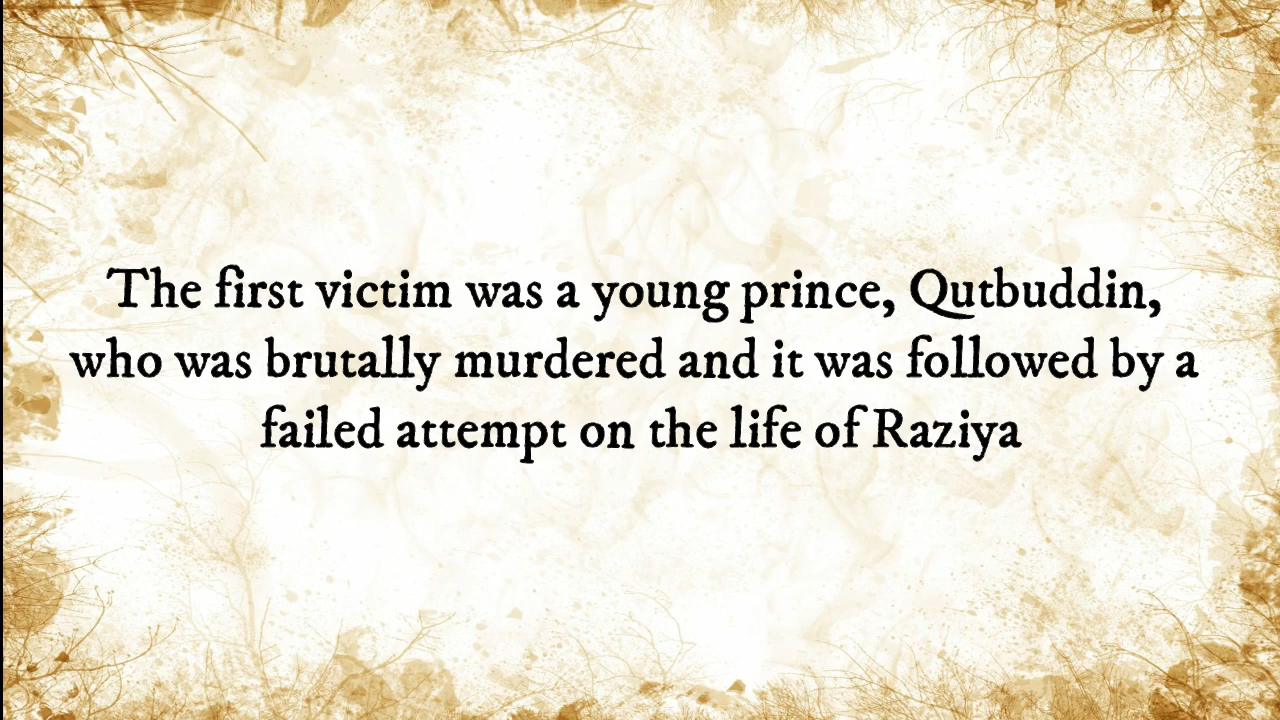 The first victim was a young prince, Qutbuddin,
who was brutally murdered and it was followed by a
failed attempt on the life of Raziya